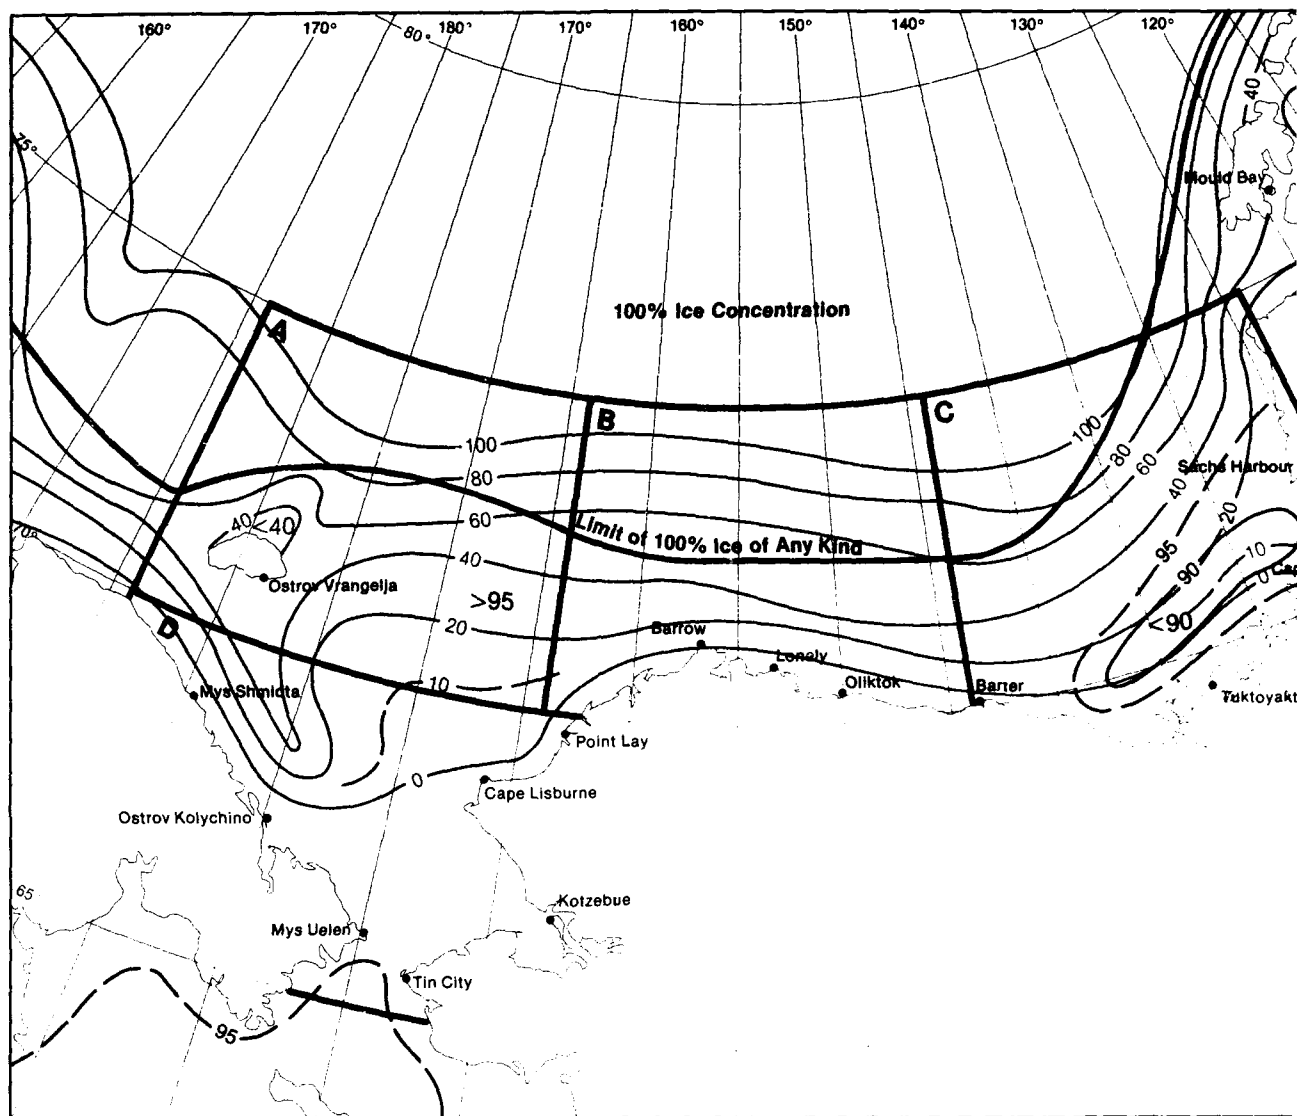 160°
170°
180°
170°
160°
150°
140°
130°
120°
80°
40
75°
Mould Bay
A
100% Ice Concentration
B
C
100
100
80
80
60
Sachs Harbour
40
20
40
<40
60
Limit of 100% Ice of Any Kind
70°
95
10
40
90
0
Ostrov Vrangelja
>95
<90
20
D
Barrow
Lonely
10
Oliktok
Barter
Mys Shmidta
Point Lay
0
Cape Lisburne
Ostrov Kolychino
65
Kotzebue
Mys Uelen
Tin City
95